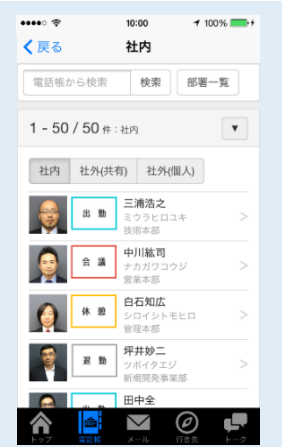 10:00
100%
戻る
社内
電話帳から検索
検索
部署一覧
1 - 50 / 50 件：社内
社内
社外(共有)
社外(個人)
出 勤
三浦浩之
ミウラヒロユキ
技術本部
会 議
中川紘司
ナカガワコウジ
営業本部
休 憩
白石知広
シロイシトモヒロ
管理本部
退 勤
坪井妙二
ツボイタエジ
新規開発事業部
田中全
トップ
電話帳
メール
行き先
トーク